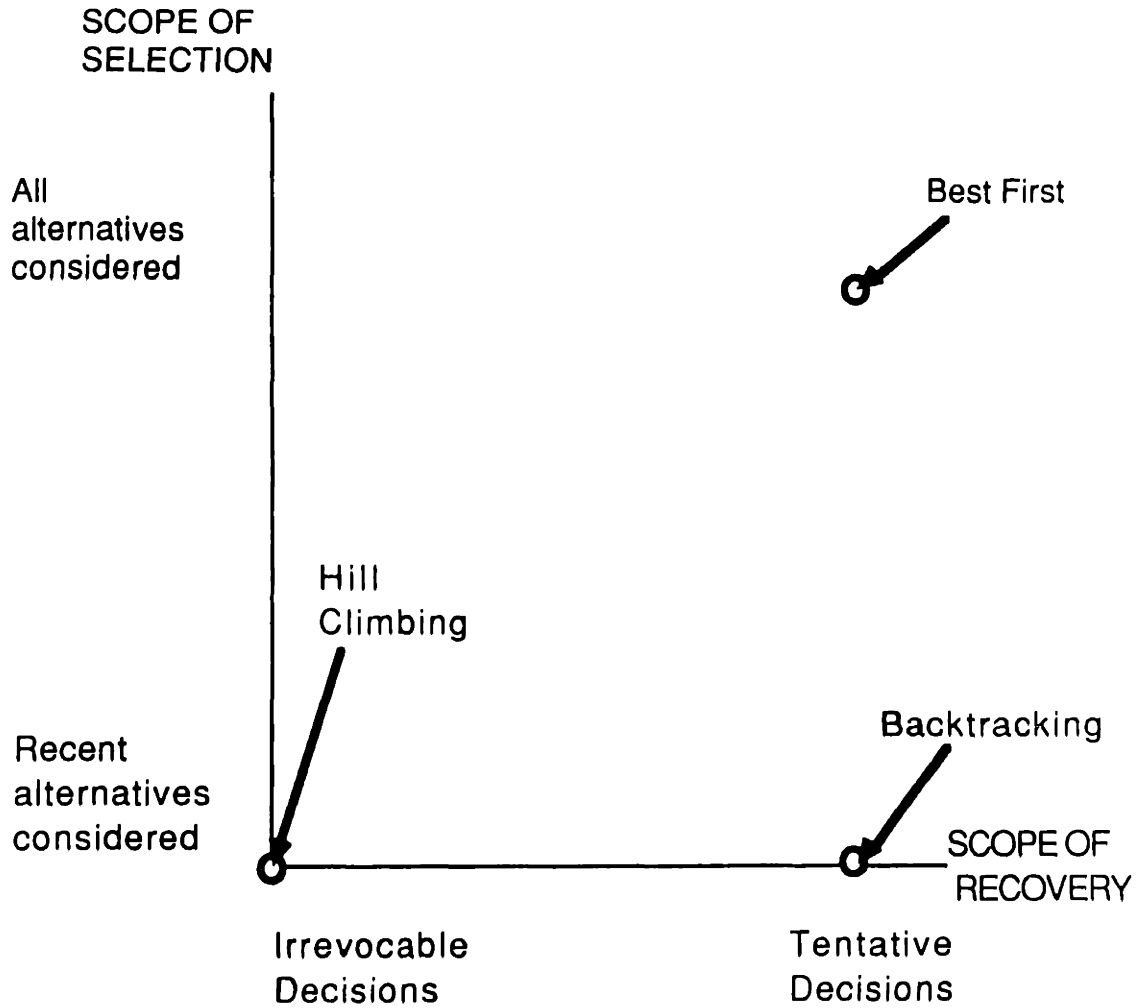 SCOPE OF
SELECTION
All
alternatives
considered
Best First
Hill
Climbing
Backtracking
Recent
alternatives
considered
SCOPE OF
RECOVERY
Irrevocable
Decisions
Tentative
Decisions